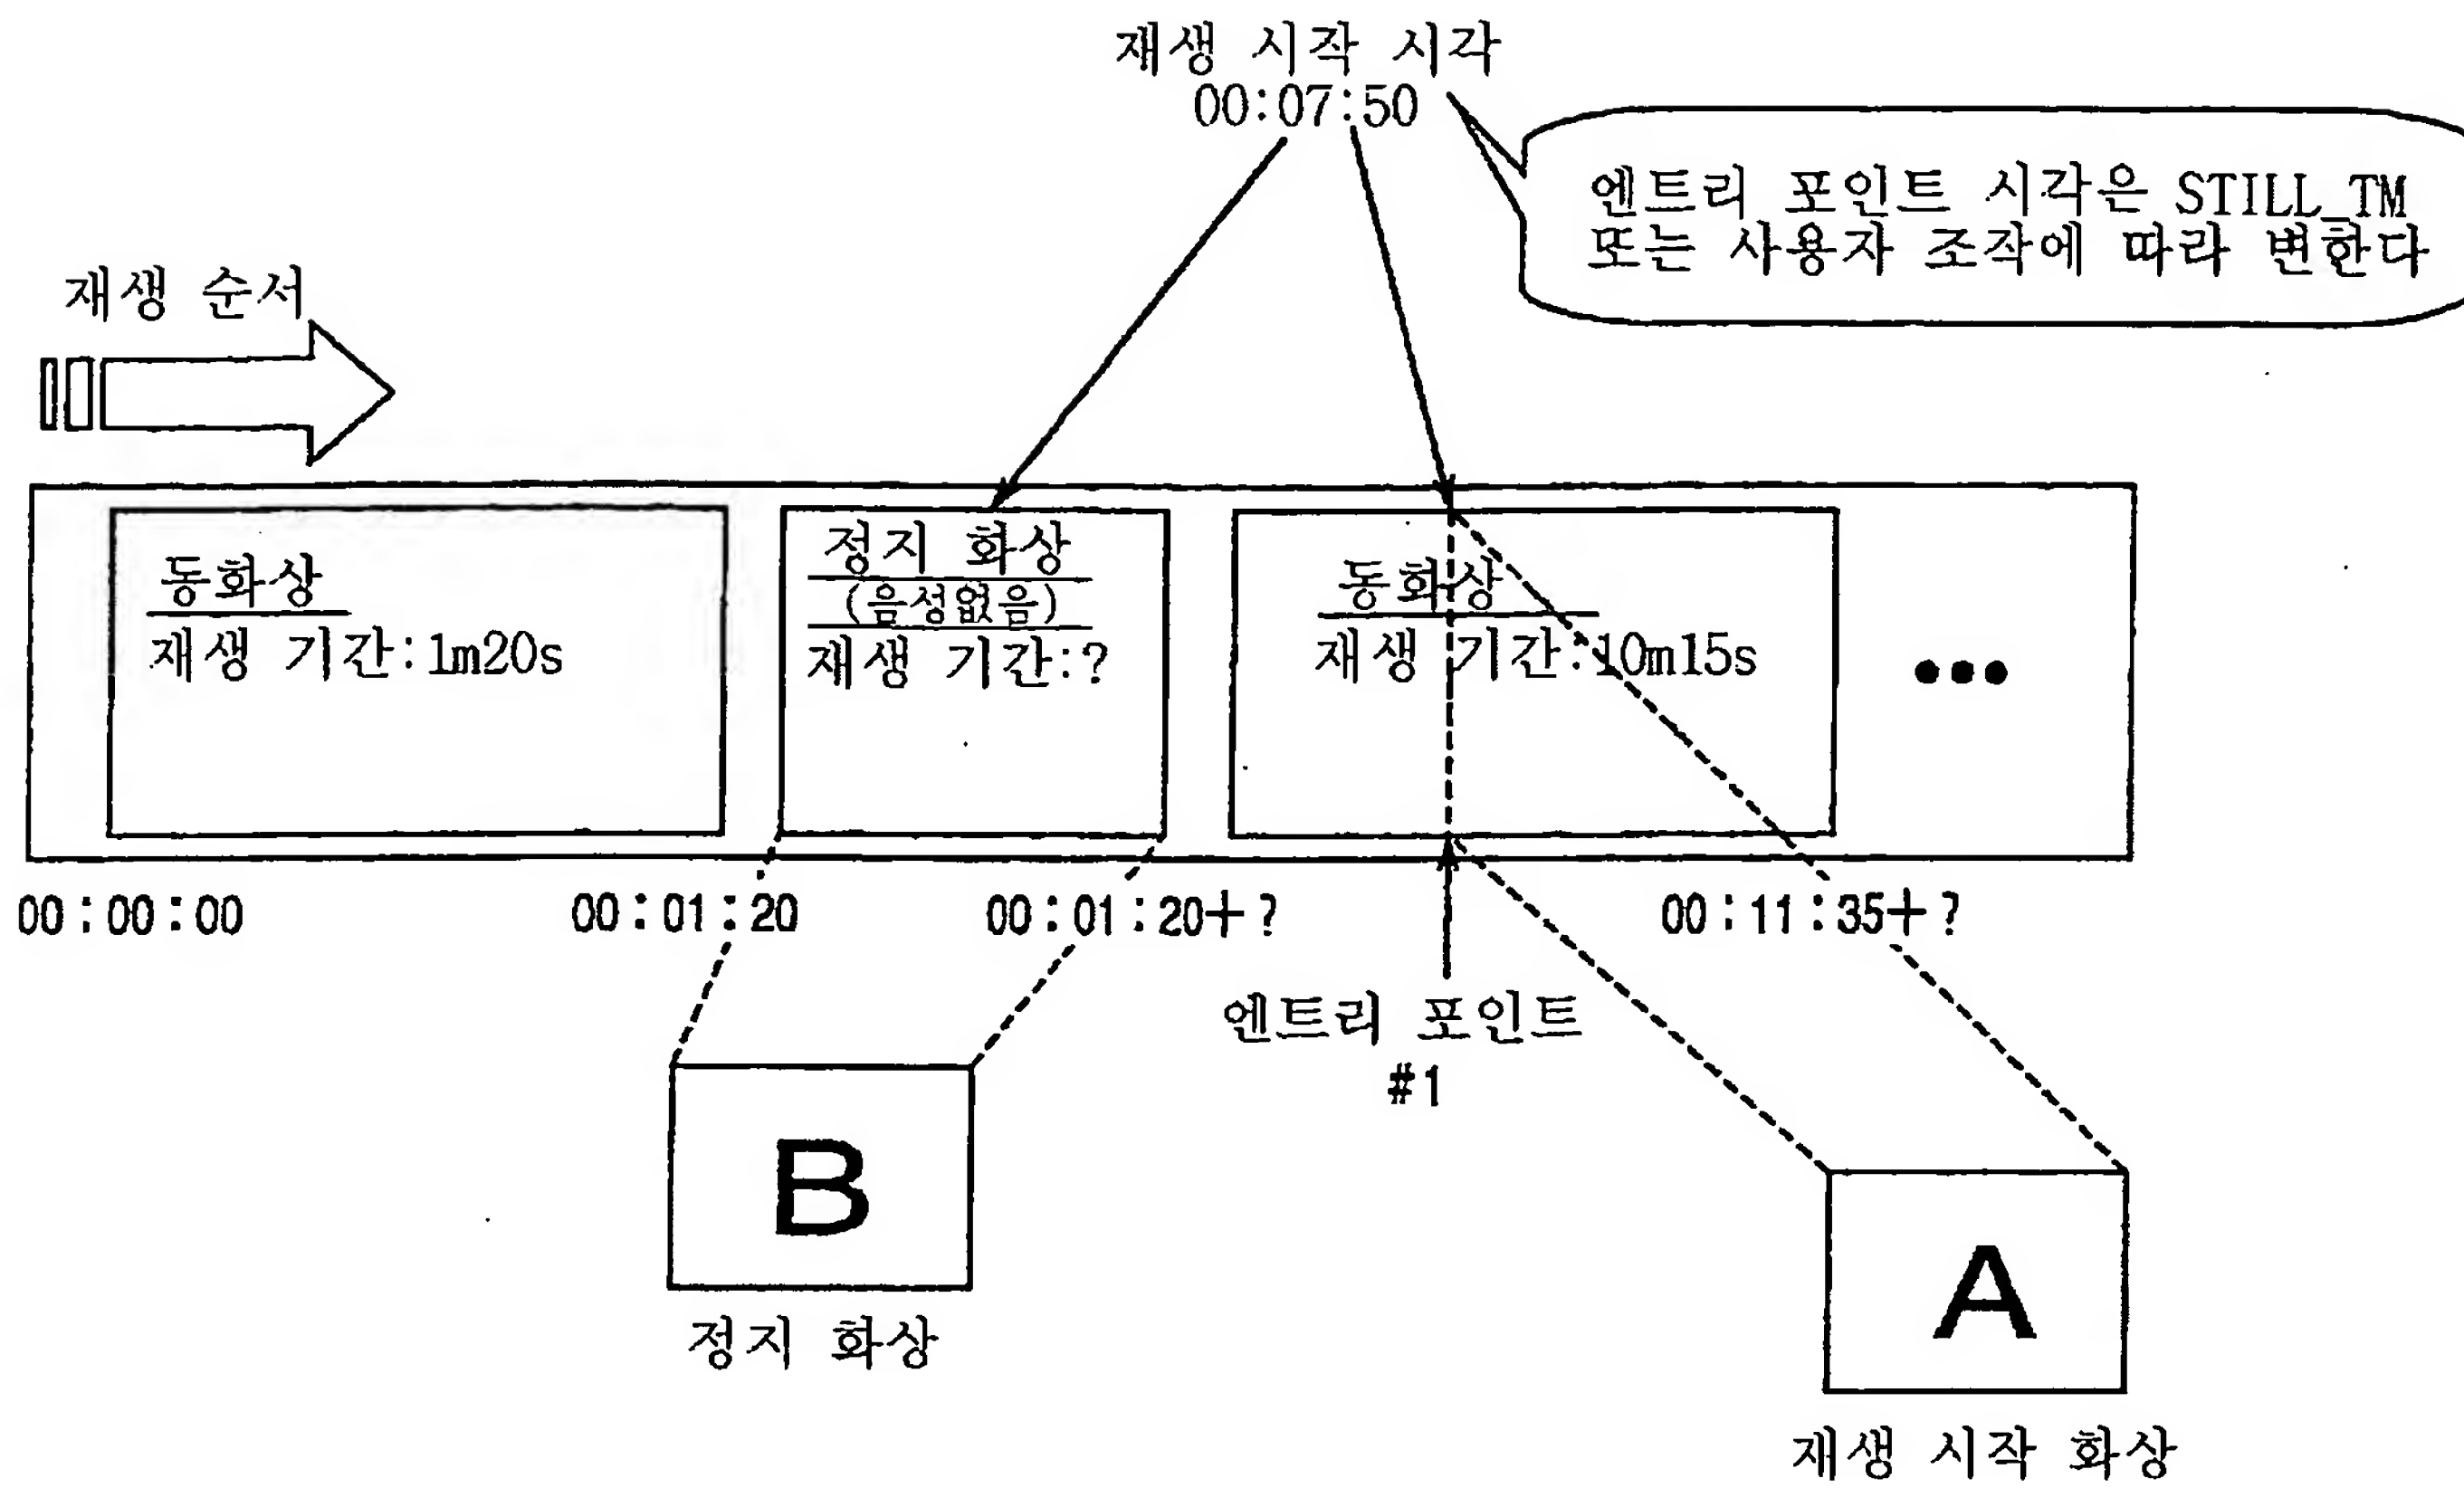 재생 시작 시각
00:07:50
엔트리 포인트 시각은 STILL_TM
또는 사용자 조작에 따라 변한다
재생 순서
동화상
재생 기간:1m20s
정지 화상
(음성없음)
재생 기간:?
동화상
재생 기간:10m15s
•••
00:00:00
00:01:20
00:01:20+?
00:11:35+?
엔트리 포인트
#1
B
정지 화상
A
재생 시작 화상